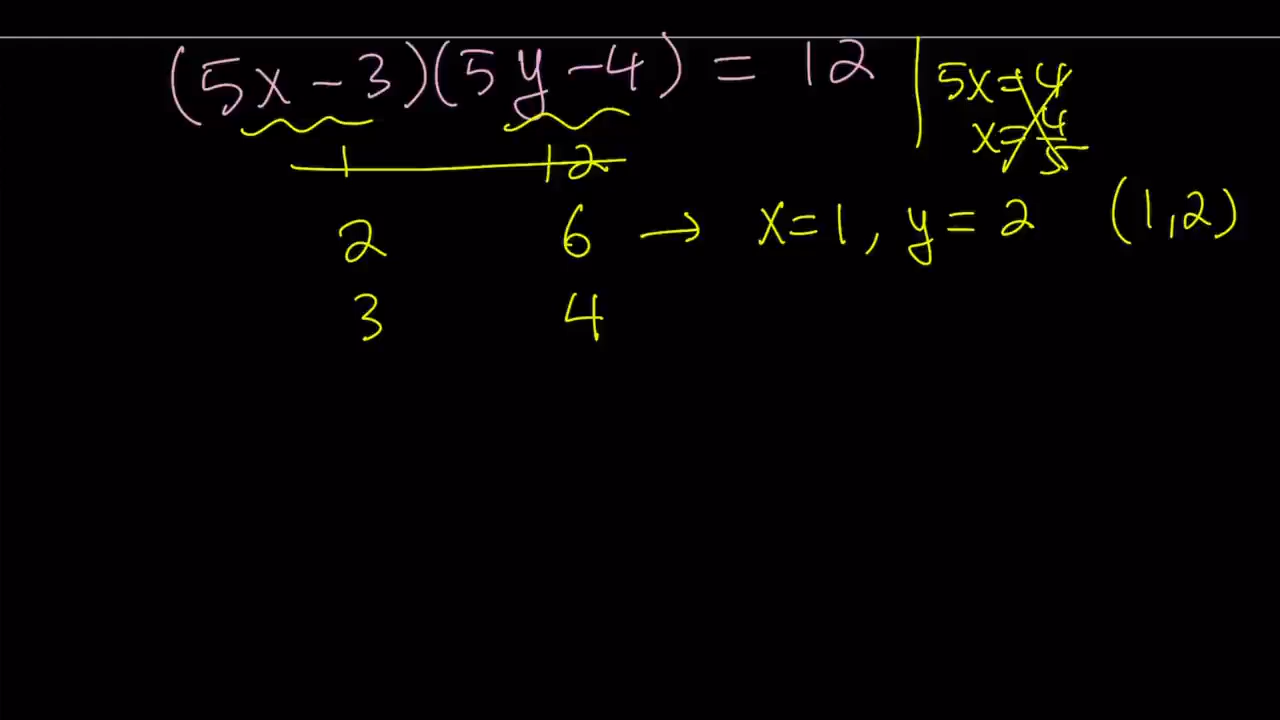 (5x - 3)(5y - 4) = 12
5x = 4
x = 4/5
1 12
2 6 → x = 1, y = 2 (1, 2)
3 4